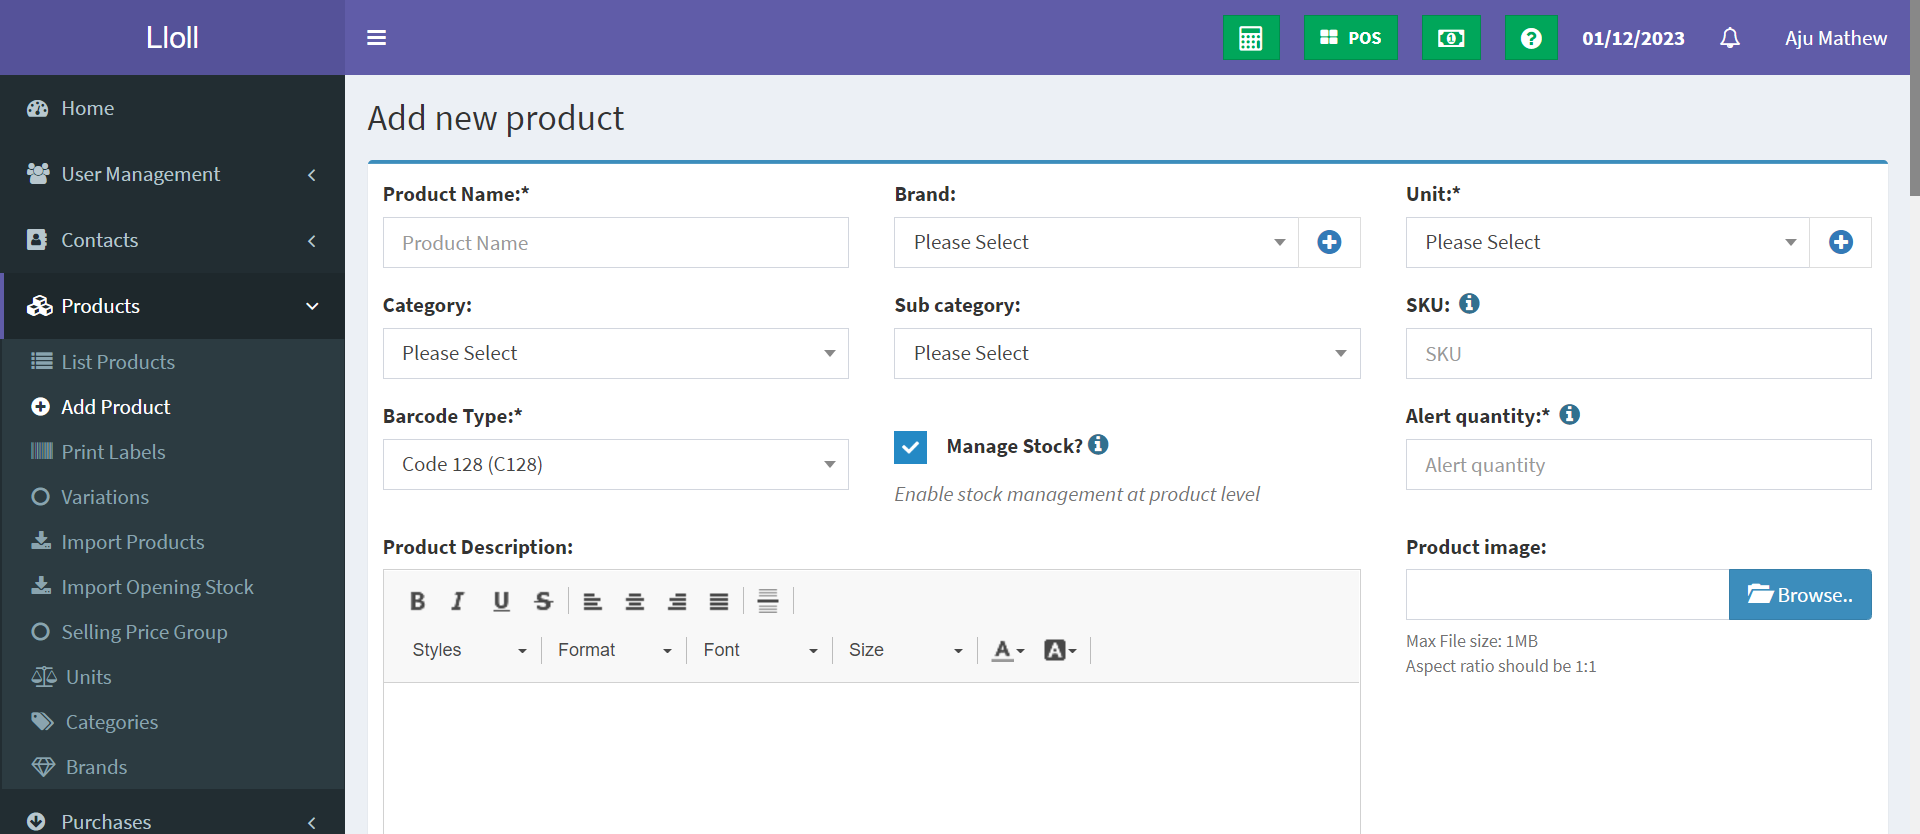 Lloll
POS
01/12/2023
Aju Mathew
Home
User Management
Contacts
Products
List Products
Add Product
Print Labels
Variations
Import Products
Import Opening Stock
Selling Price Group
Units
Categories
Brands
Purchases
Add new product
Product Name:*
Product Name
Brand:
Please Select
Unit:*
Please Select
Category:
Please Select
Sub category:
Please Select
SKU:
SKU
Barcode Type:*
Code 128 (C128)
Manage Stock?
Enable stock management at product level
Alert quantity:*
Alert quantity
Product Description:
B I U S
Styles Format Font Size A A
Product image:
Browse..
Max File size: 1MB
Aspect ratio should be 1:1